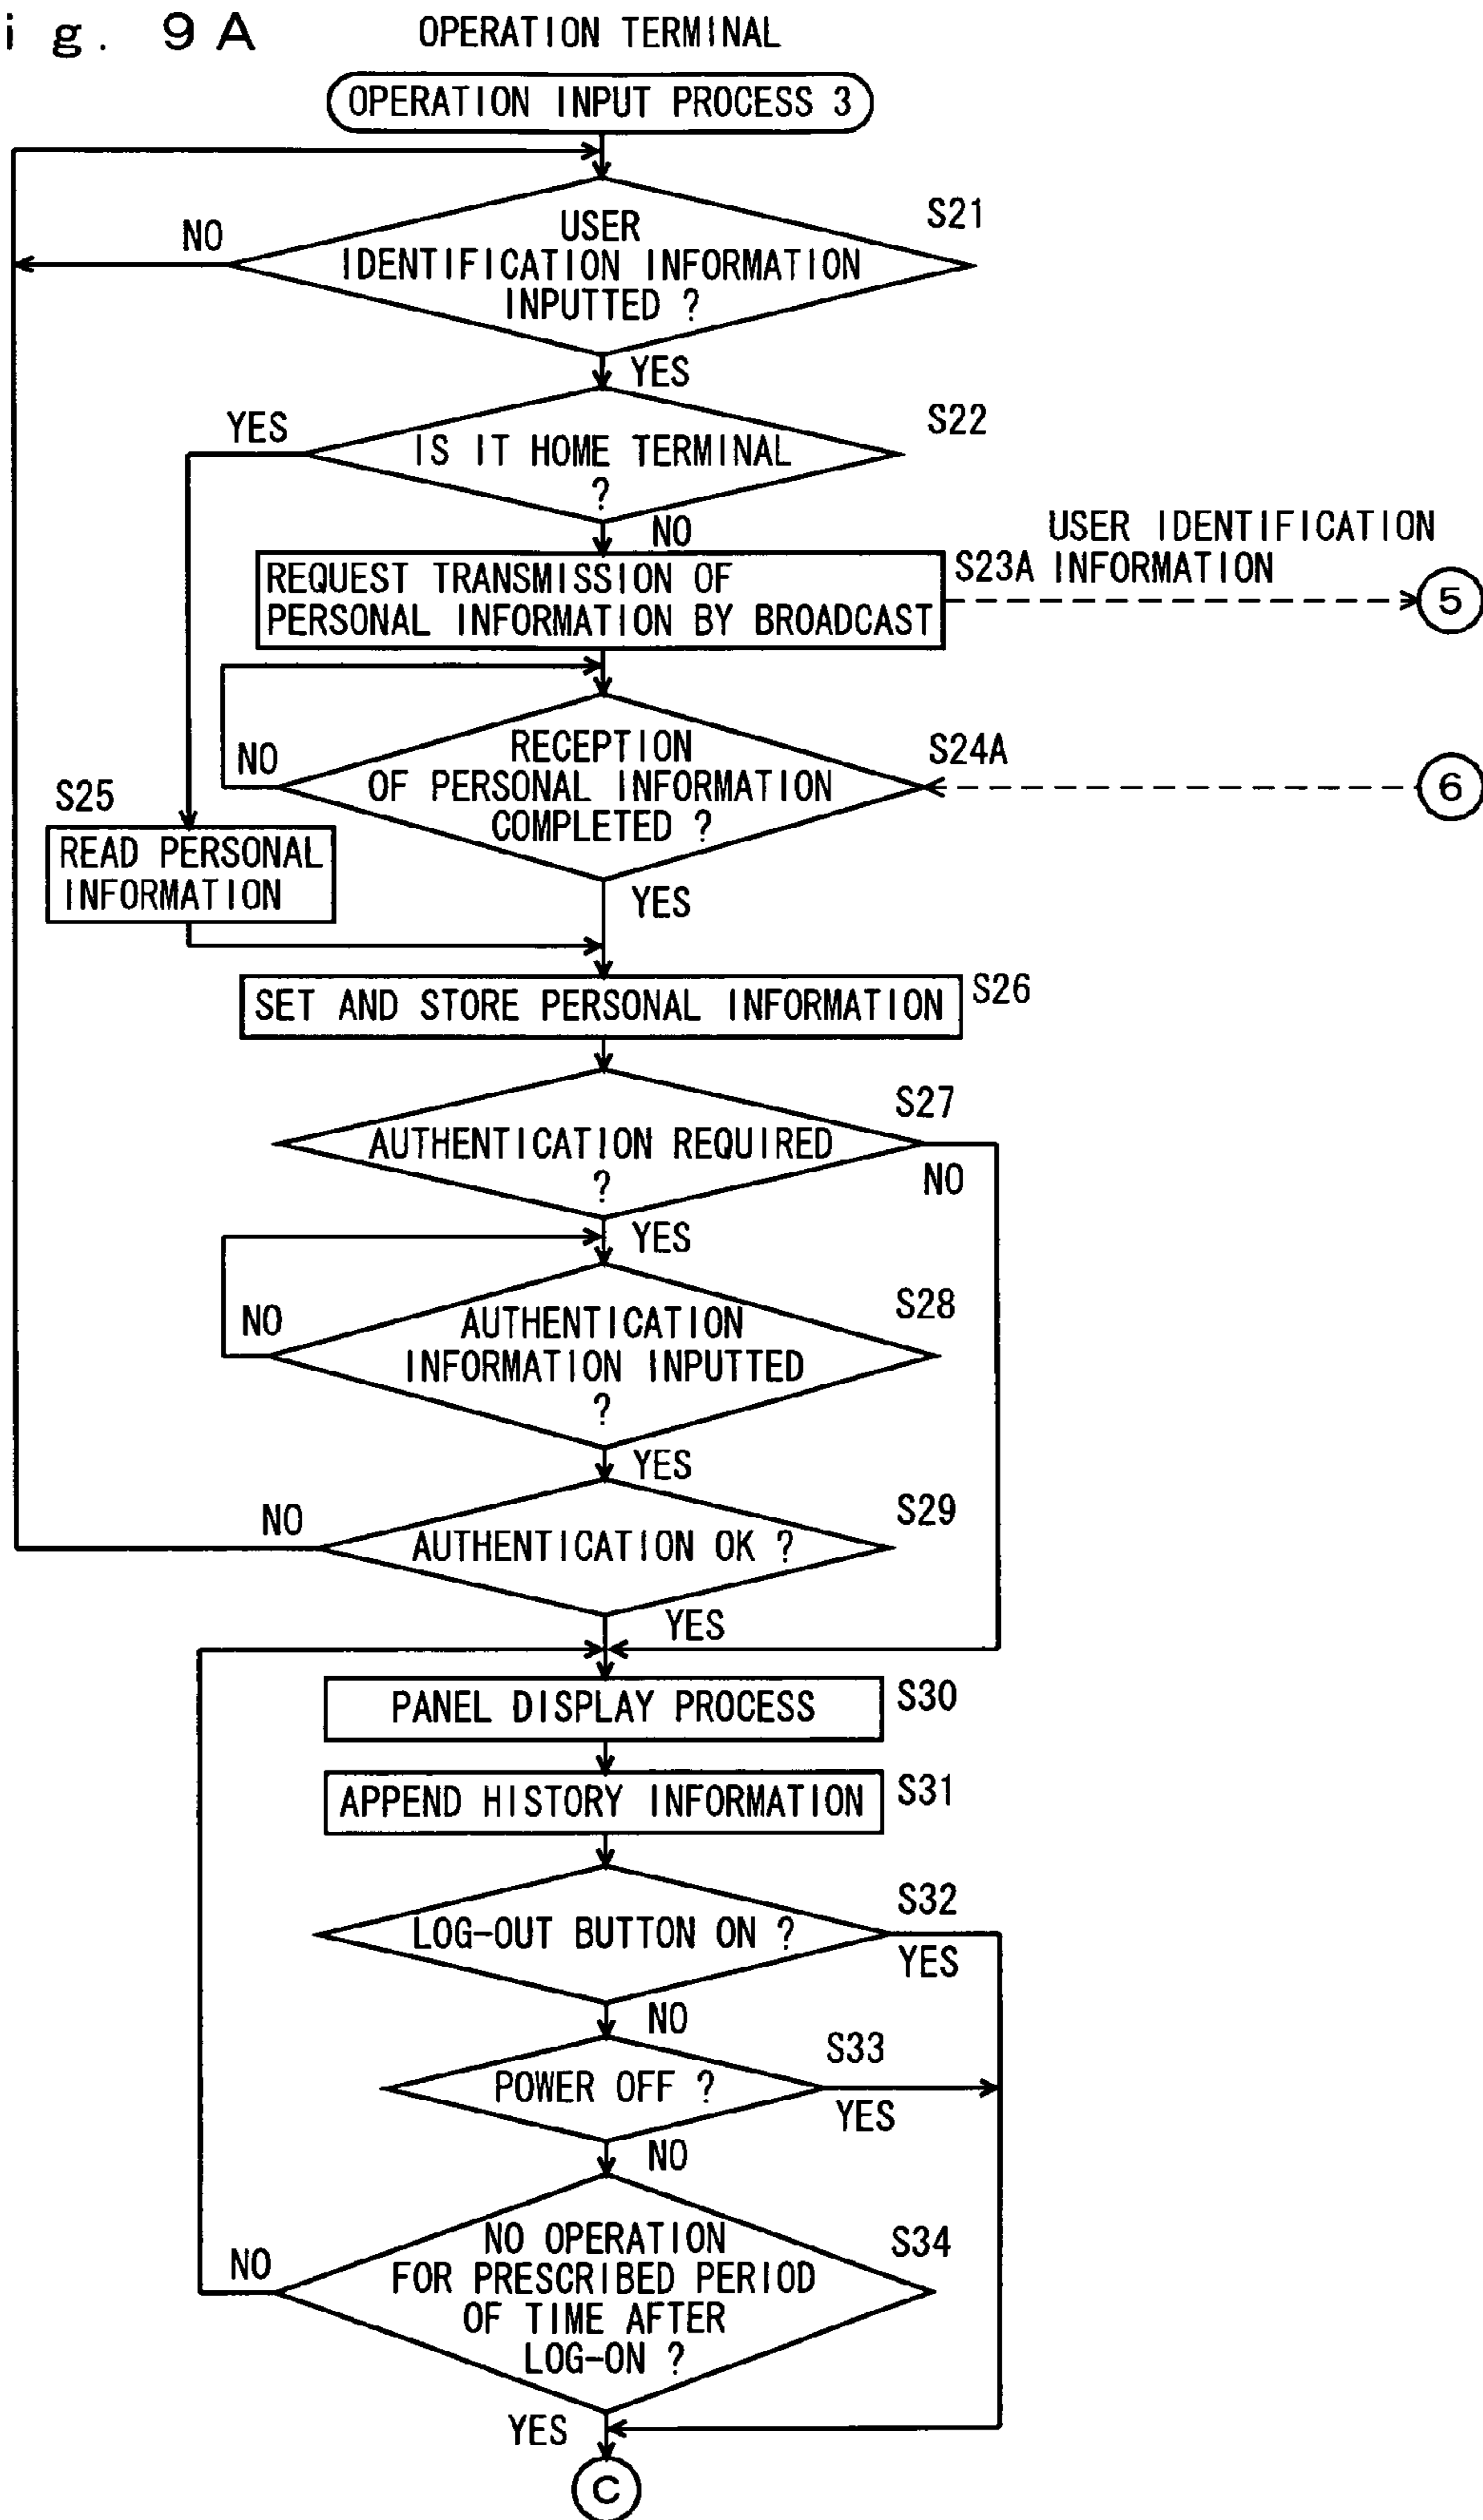 ig. 9A
OPERATION TERMINAL
OPERATION INPUT PROCESS 3
S21
NO
USER
IDENTIFICATION INFORMATION
INPUTTED ?
YES
S22
YES
IS IT HOME TERMINAL
?
NO
USER IDENTIFICATION
INFORMATION
S23A
REQUEST TRANSMISSION OF
PERSONAL INFORMATION BY BROADCAST
5
NO
RECEPTION
OF PERSONAL INFORMATION
COMPLETED ?
S24A
6
S25
READ PERSONAL
INFORMATION
YES
SET AND STORE PERSONAL INFORMATION
S26
S27
AUTHENTICATION REQUIRED
?
NO
YES
S28
NO
AUTHENTICATION
INFORMATION INPUTTED
?
YES
S29
NO
AUTHENTICATION OK ?
YES
PANEL DISPLAY PROCESS
S30
APPEND HISTORY INFORMATION
S31
S32
LOG-OUT BUTTON ON ?
YES
NO
S33
POWER OFF ?
YES
NO
S34
NO
NO OPERATION
FOR PRESCRIBED PERIOD
OF TIME AFTER
LOG-ON ?
YES
C